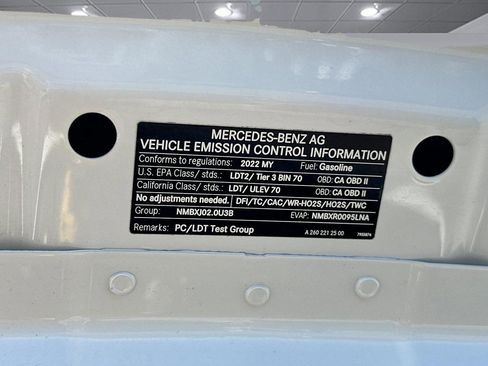 MERCEDES-BENZ AG
VEHICLE EMISSION CONTROL INFORMATION
Conforms to regulations: 2022 MY Fuel: Gasoline
U.S. EPA Class/ stds.: LDT2/ Tier 3 BIN 70 OBD: CA OBD II
California Class/ stds.: LDT/ ULEV 70 OBD: CA OBD II
No adjustments needed. DFI/TC/CAC/WR-HO2S/HO2S/TWC
Group: NMBXJ02.0U3B EVAP: NMBXR0095LNA
Remarks: PC/LDT Test Group A 260 221 25 00